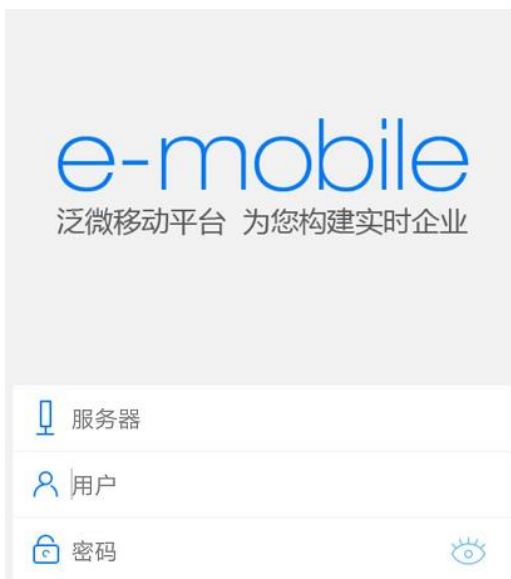 e-mobile
泛微移动平台 为您构建实时企业
服务器
用户
密码